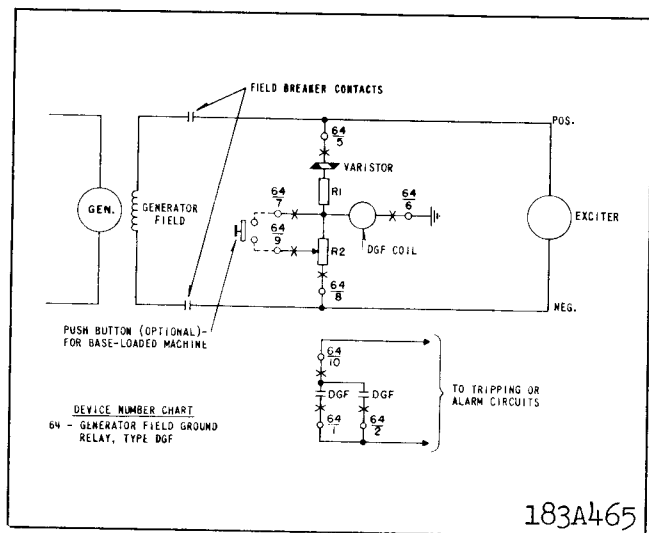 FIELD BREAKER CONTACTS
POS.
64
5
VARISTOR
R1
64
7
64
6
GEN.
GENERATOR
FIELD
EXCITER
64
9
R2
DGF COIL
64
8
NEG.
PUSH BUTTON (OPTIONAL)-
FOR BASE-LOADED MACHINE
64
10
DGF
DGF
TO TRIPPING OR
ALARM CIRCUITS
64
1
64
2
DEVICE NUMBER CHART
64 - GENERATOR FIELD GROUND
RELAY, TYPE DGF
183A465